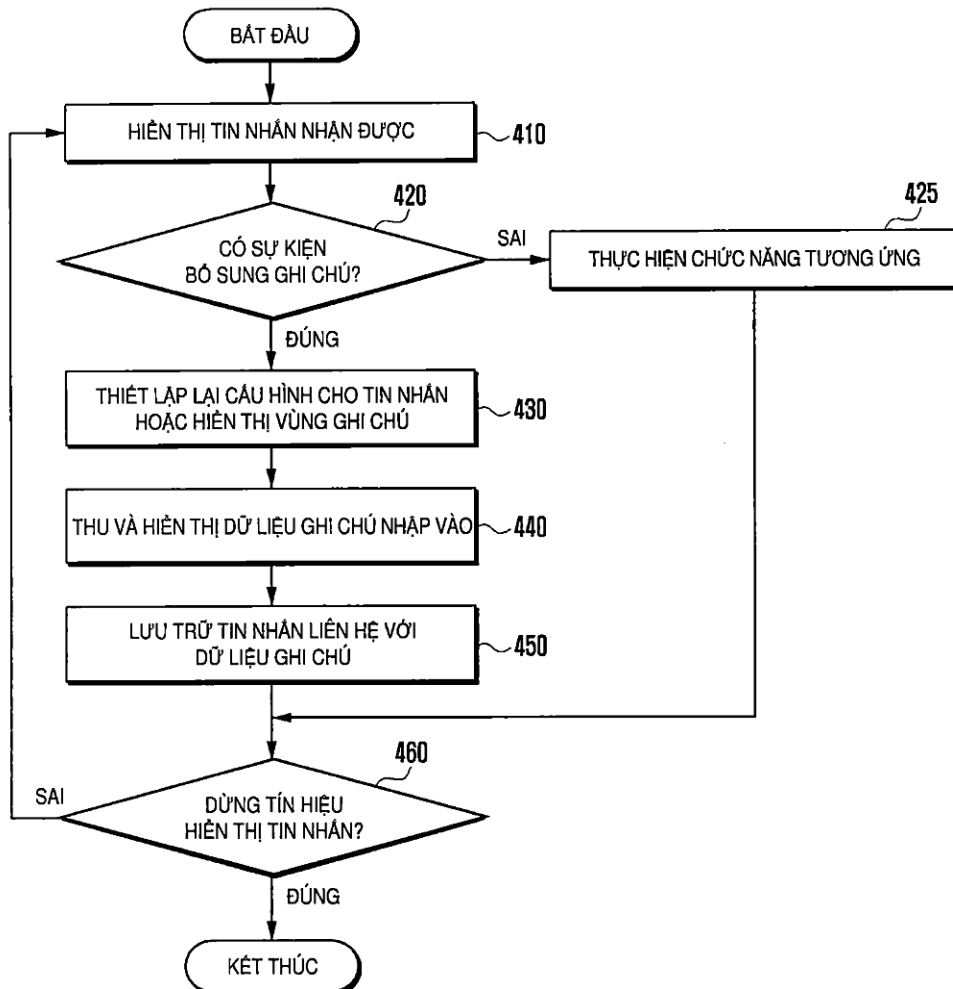 BẮT ĐẦU
HIỂN THỊ TIN NHẮN NHẬN ĐƯỢC
410
420
425
CÓ SỰ KIỆN
BỔ SUNG GHI CHÚ?
SAI
THỰC HIỆN CHỨC NĂNG TƯƠNG ỨNG
ĐÚNG
THIẾT LẬP LẠI CẤU HÌNH CHO TIN NHẮN
HOẶC HIỂN THỊ VÙNG GHI CHÚ
430
THU VÀ HIỂN THỊ DỮ LIỆU GHI CHÚ NHẬP VÀO
440
LƯU TRỮ TIN NHẮN LIÊN HỆ VỚI
DỮ LIỆU GHI CHÚ
450
460
SAI
DỪNG TÍN HIỆU
HIỂN THỊ TIN NHẮN?
ĐÚNG
KẾT THÚC